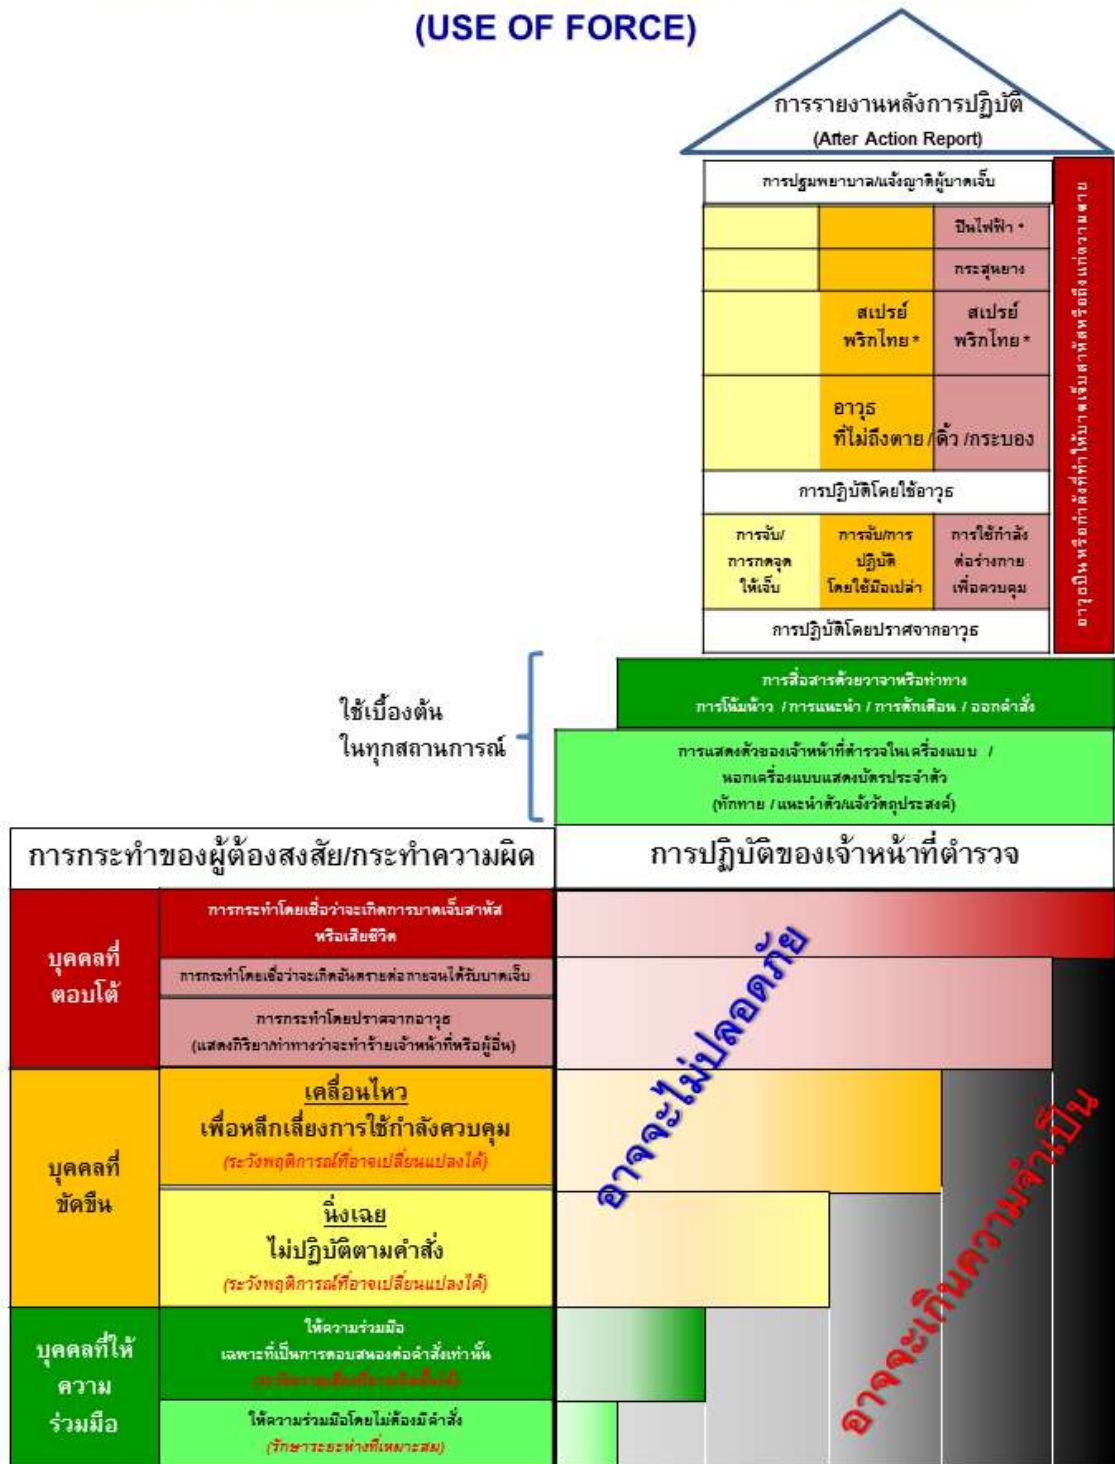 (USE OF FORCE)
การรายงานหลังการปฏิบัติ
(After Action Report)
การปฐมพยาบาล/แจ้งญาติผู้บาดเจ็บ
ปืนไฟฟ้า *
กระสุนยาง
สเปรย์
พริกไทย *
สเปรย์
พริกไทย *
อาวุธ
ที่ไม่ถึงตาย / ดิ้ว /กระบอง
การปฏิบัติโดยใช้อาวุธ
การจับ/
การกดจุด
ให้เจ็บ
การจับ/การ
ปฏิบัติ
โดยใช้มือเปล่า
การใช้กำลัง
ต่อร่างกาย
เพื่อควบคุม
การปฏิบัติโดยปราศจากอาวุธ
อาวุธปืนหรือกำลังที่ทำให้บาดเจ็บสาหัสหรือถึงแก่ความตาย
ใช้เบื้องต้น
ในทุกสถานการณ์
การสื่อสารด้วยวาจาหรือท่าทาง
การโน้มน้าว / การแนะนำ / การตักเตือน / ออกคำสั่ง
การแสดงตัวของเจ้าหน้าที่ตำรวจในเครื่องแบบ /
นอกเครื่องแบบแสดงบัตรประจำตัว
(ทักทาย / แนะนำตัว/แจ้งวัตถุประสงค์)
การกระทำของผู้ต้องสงสัย/กระทำความผิด
การปฏิบัติของเจ้าหน้าที่ตำรวจ
บุคคลที่
ตอบโต้
การกระทำโดยเชื่อว่าจะเกิดการบาดเจ็บสาหัส
หรือเสียชีวิต
การกระทำโดยเชื่อว่าจะเกิดอันตรายต่อกายจนได้รับบาดเจ็บ
การกระทำโดยปราศจากอาวุธ
(แสดงกิริยาท่าทางว่าจะทำร้ายเจ้าหน้าที่หรือผู้อื่น)
บุคคลที่
ขัดขืน
เคลื่อนไหว
เพื่อหลีกเลี่ยงการใช้กำลังควบคุม
(ระวังพฤติการณ์ที่อาจเปลี่ยนแปลงได้)
นิ่งเฉย
ไม่ปฏิบัติตามคำสั่ง
(ระวังพฤติการณ์ที่อาจเปลี่ยนแปลงได้)
บุคคลที่ให้
ความ
ร่วมมือ
ให้ความร่วมมือ
เฉพาะที่เป็นการตอบสนองต่อคำสั่งเท่านั้น
ให้ความร่วมมือโดยไม่ต้องมีคำสั่ง
(รักษาระยะห่างที่เหมาะสม)
อาจจะไม่ปลอดภัย
อาจจะเกินความจำเป็น